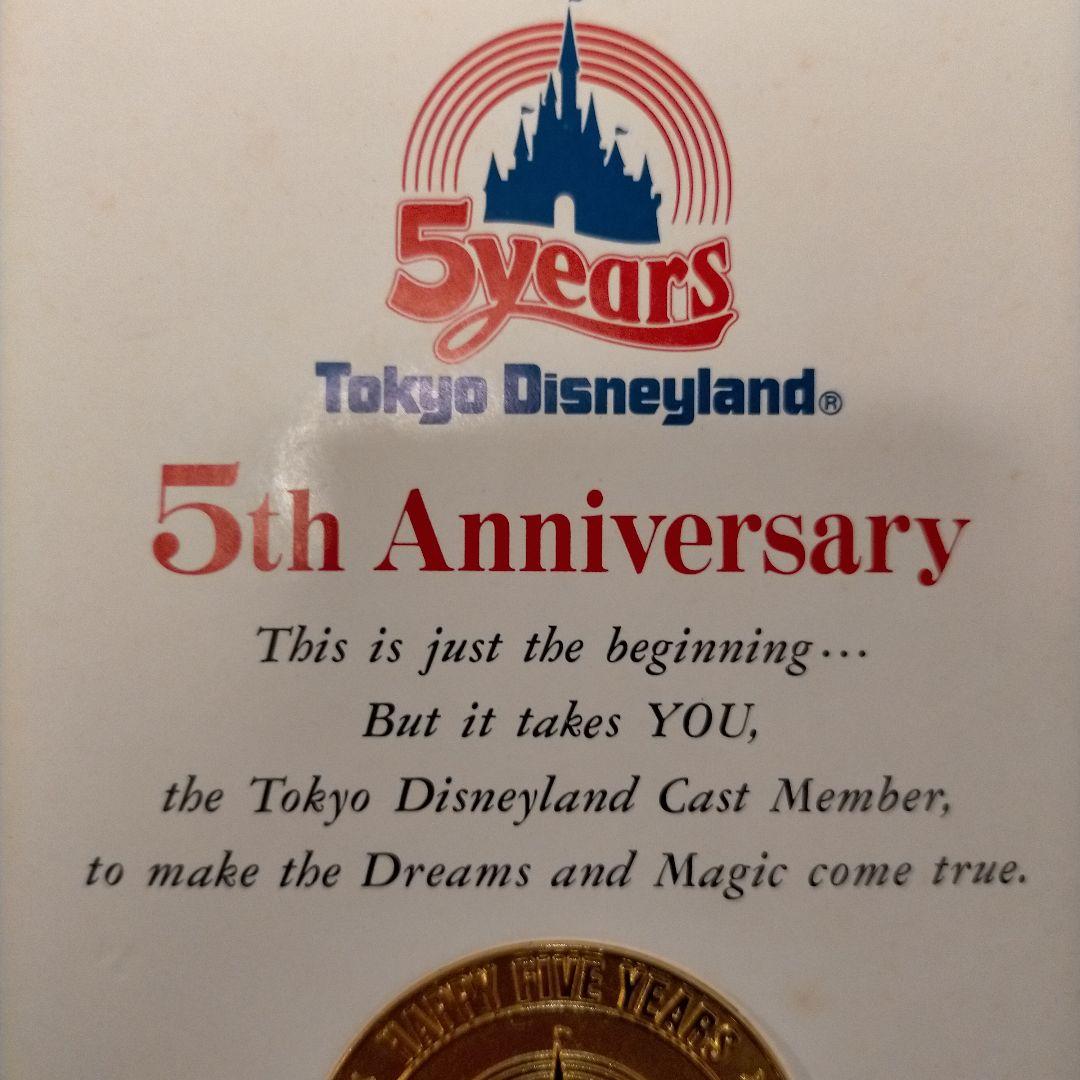 5years
Tokyo Disneyland®
5th Anniversary
This is just the beginning...
But it takes YOU,
the Tokyo Disneyland Cast Member,
to make the Dreams and Magic come true.
HAPPY FIVE YEARS